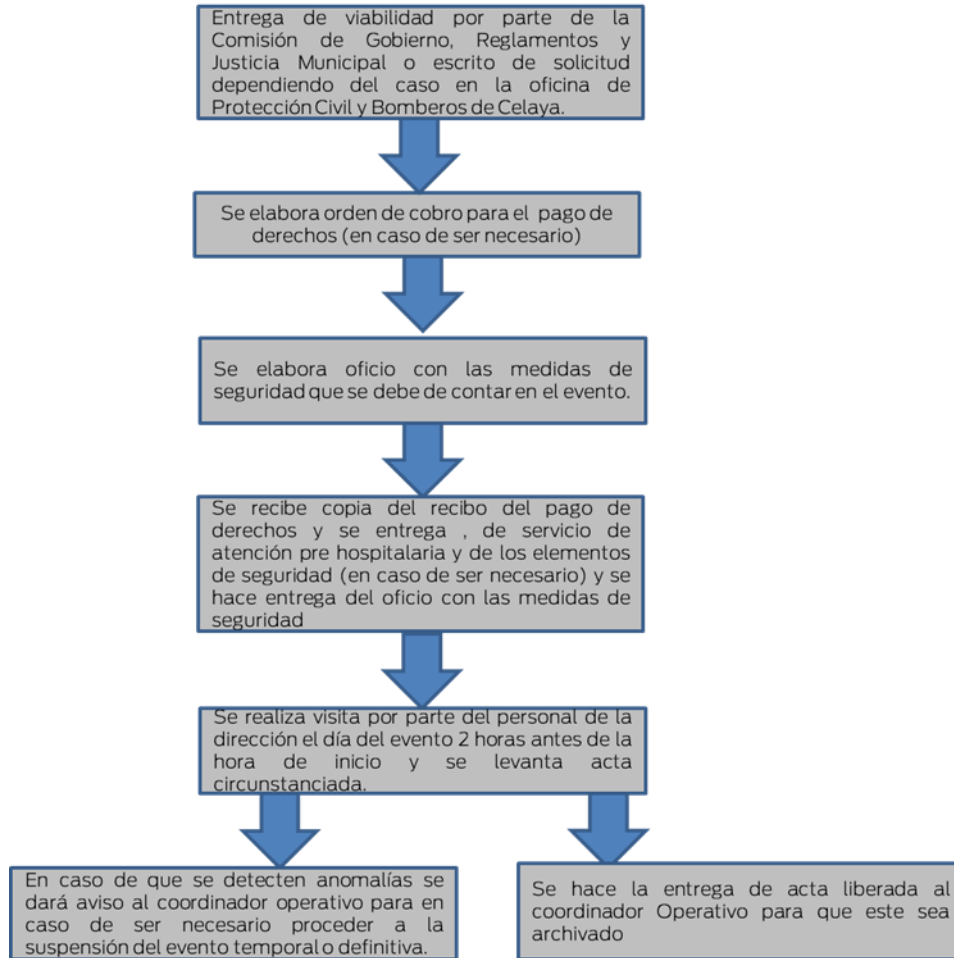 Entrega de viabilidad por parte de la
Comisión de Gobierno, Reglamentos y
Justicia Municipal o escrito de solicitud
dependiendo del caso en la oficina de
Protección Civil y Bomberos de Celaya.
Se elabora orden de cobro para el pago de
derechos (en caso de ser necesario)
Se elabora oficio con las medidas de
seguridad que se debe de contar en el evento.
Se recibe copia del recibo del pago de
derechos y se entrega , de servicio de
atención pre hospitalaria y de los elementos
de seguridad (en caso de ser necesario) y se
hace entrega del oficio con las medidas de
seguridad
Se realiza visita por parte del personal de la
dirección el día del evento 2 horas antes de la
hora de inicio y se levanta acta
circunstanciada.
En caso de que se detecten anomalías se
dará aviso al coordinador operativo para en
caso de ser necesario proceder a la
suspensión del evento temporal o definitiva.
Se hace la entrega de acta liberada al
coordinador Operativo para que este sea
archivado